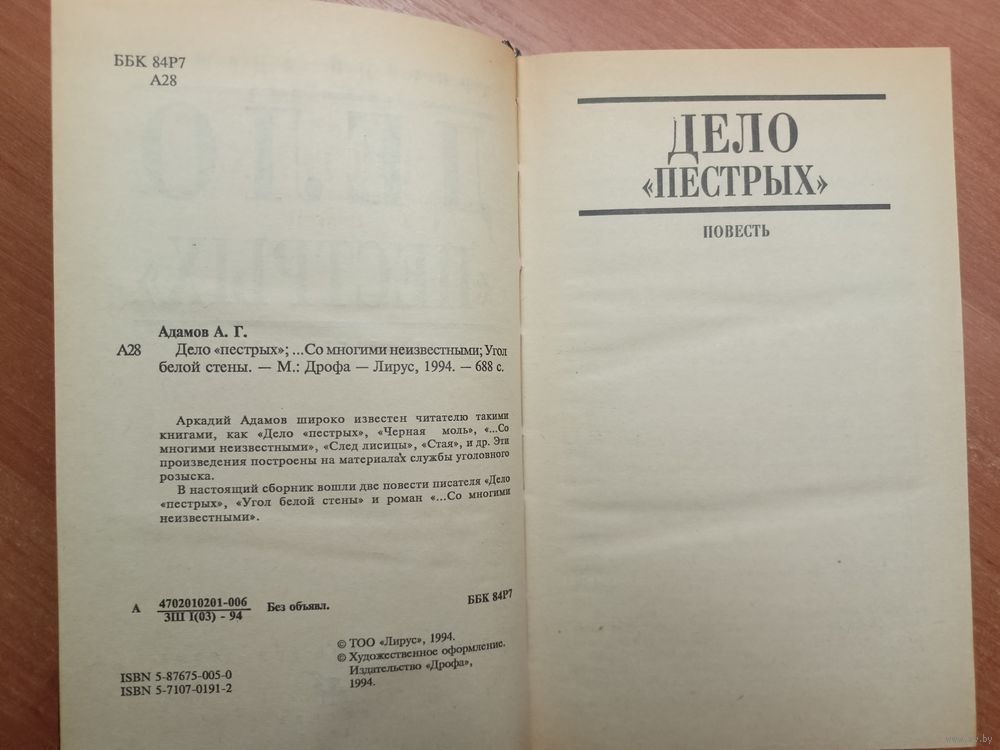 ББК 84Р7
А28
Адамов А. Г.
А28 Дело «пестрых»; ...Со многими неизвестными; Угол
белой стены. — М.: Дрофа — Лирус, 1994. — 688 с.
Аркадий Адамов широко известен читателю такими
книгами, как «Дело «пестрых», «Черная моль», «...Со
многими неизвестными», «След лисицы», «Стая», и др. Эти
произведения построены на материалах службы уголовного
розыска.
В настоящий сборник вошли две повести писателя «Дело
«пестрых», «Угол белой стены» и роман «...Со многими
неизвестными».
А 4702010201-006 Без объявл. ББК 84Р7
ЗШ I(03) - 94
© ТОО «Лирус», 1994.
© Художественное оформление.
Издательство «Дрофа»,
1994.
ISBN 5-87675-005-0
ISBN 5-7107-0191-2
ДЕЛО
«ПЕСТРЫХ»
ПОВЕСТЬ